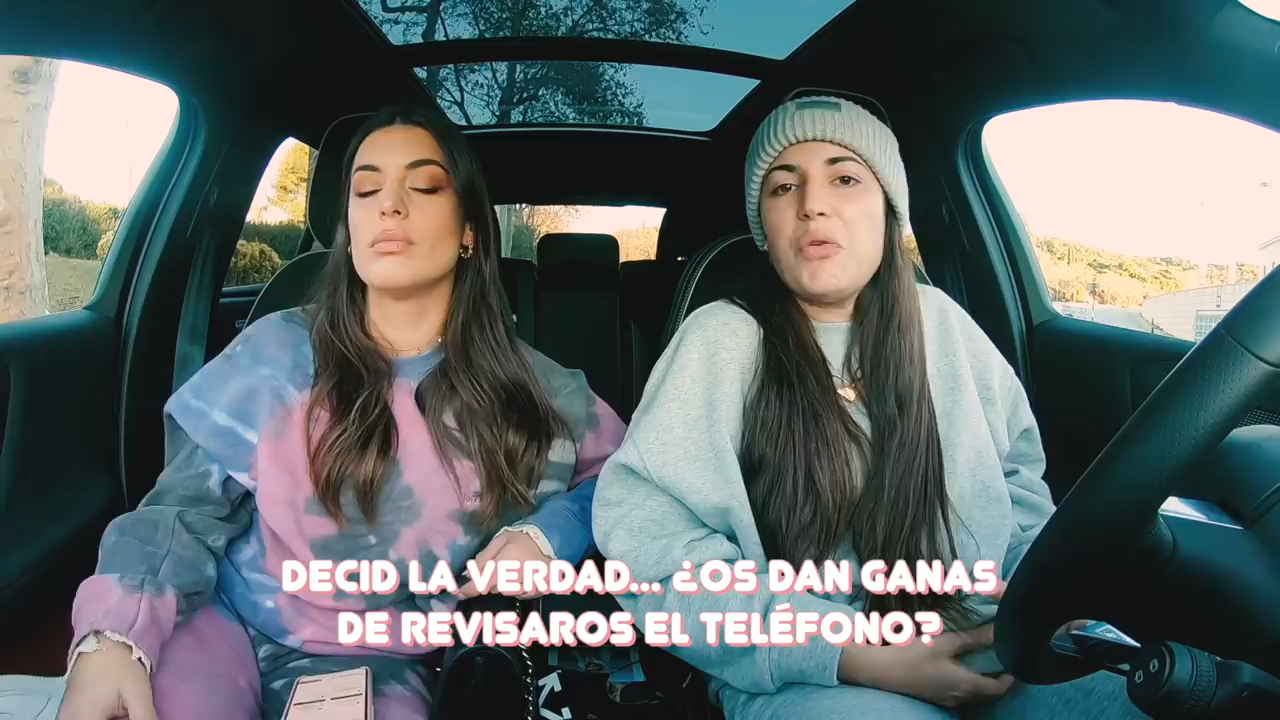 DECID LA VERDAD... ¿OS DAN GANAS
DE REVISAROS EL TELÉFONO?